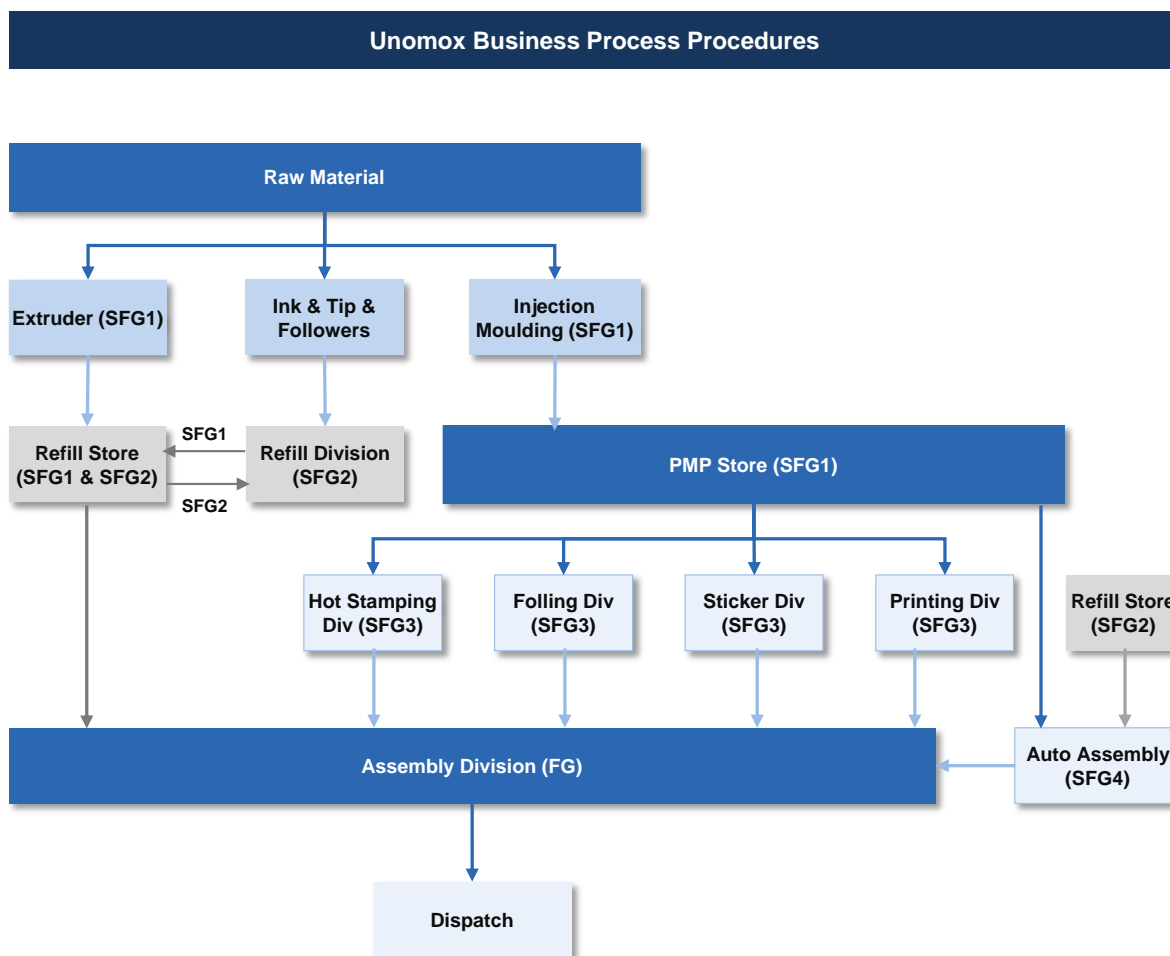 Unomox Business Process Procedures
Raw Material
Extruder (SFG1)
Ink & Tip &
Followers
Injection
Moulding (SFG1)
SFG1
Refill Store
(SFG1 & SFG2)
Refill Division
(SFG2)
SFG2
PMP Store (SFG1)
Hot Stamping
Div (SFG3)
Folling Div
(SFG3)
Sticker Div
(SFG3)
Printing Div
(SFG3)
Refill Store
(SFG2)
Assembly Division (FG)
Auto Assembly
(SFG4)
Dispatch